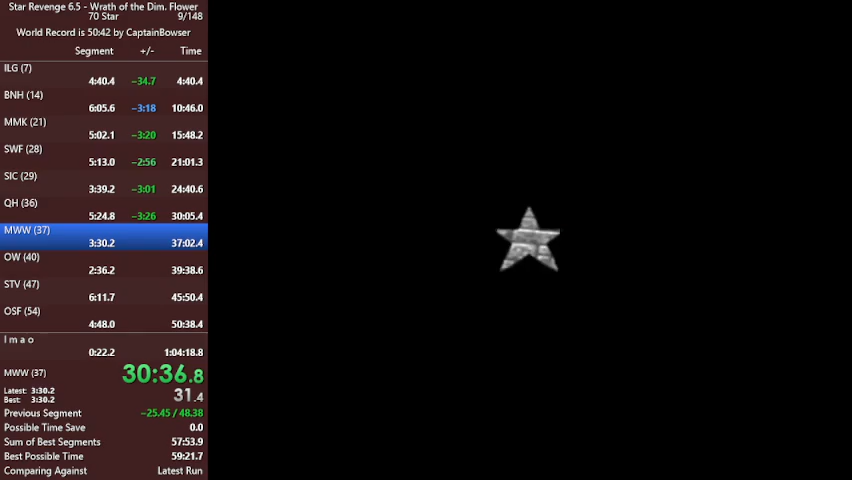 Star Revenge 6.5 - Wrath of the Dim. Flower
70 Star 9/148
World Record is 50:42 by CaptainBowser
Segment +/- Time
ILG (7)
4:40.4 −34.7 4:40.4
BNH (14)
6:05.6 −3:18 10:46.0
MMK (21)
5:02.1 −3:20 15:48.2
SWF (28)
5:13.0 −2:56 21:01.3
SIC (29)
3:39.2 −3:01 24:40.6
QH (36)
5:24.8 −3:26 30:05.4
MWW (37)
3:30.2 37:02.4
OW (40)
2:36.2 39:38.6
STV (47)
6:11.7 45:50.4
OSF (54)
4:48.0 50:38.4
l m a o
0:22.2 1:04:18.8
MWW (37) 30:36.8
Latest: 3:30.2
Best: 3:30.2 31.4
Previous Segment −25.45 / 48.38
Possible Time Save 0.0
Sum of Best Segments 57:53.9
Best Possible Time 59:21.7
Comparing Against Latest Run